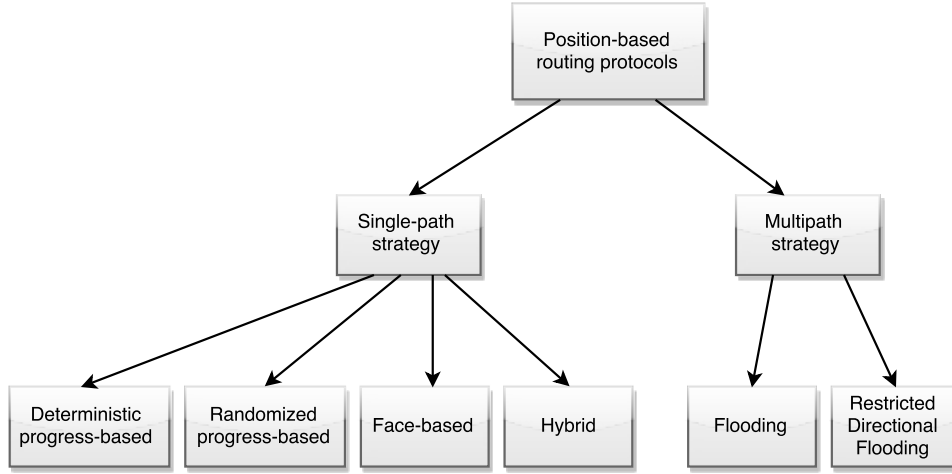 Position-based
routing protocols
Single-path
strategy
Multipath
strategy
Deterministic
progress-based
Randomized
progress-based
Face-based
Hybrid
Flooding
Restricted
Directional
Flooding